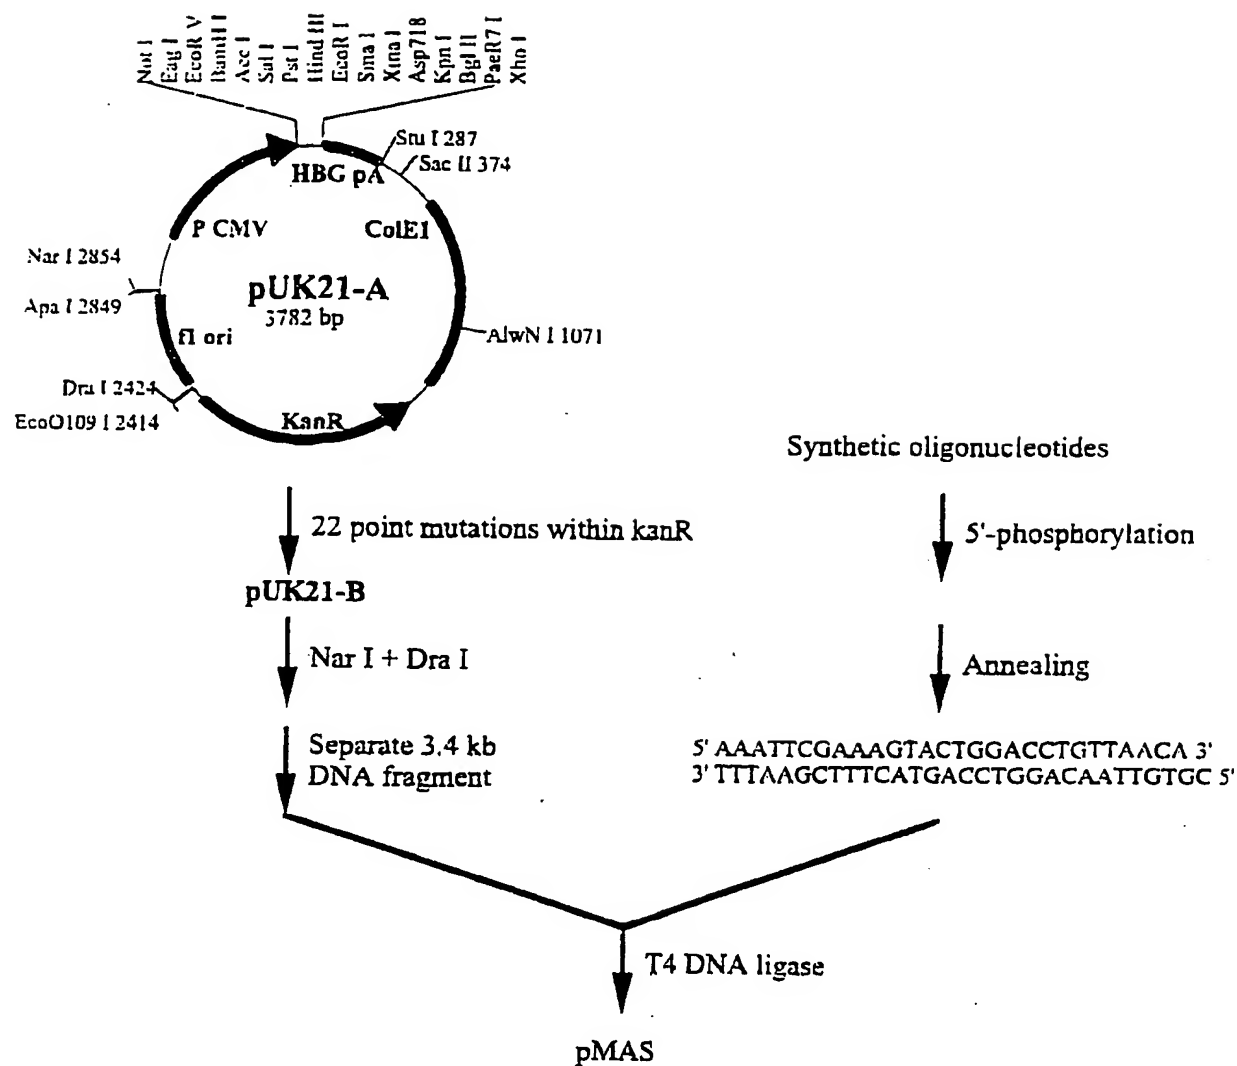 Not I
Eag I
EcoR V
BamH I
Acc I
Sal I
Pst I
Hind III
EcoR I
Sma I
Xma I
Asp718
Kpn I
Bgl II
PaeR7 I
Xho I
Stu I 287
Sac II 374
HBG pA
P CMV
ColE1
Nar I 2854
pUK21-A
3782 bp
Apa I 2849
f1 ori
AlwN I 1071
Dra I 2424
EcoO109 I 2414
KanR
Synthetic oligonucleotides
22 point mutations within kanR
5'-phosphorylation
pUK21-B
Nar I + Dra I
Annealing
Separate 3.4 kb
DNA fragment
5' AAATTCGAAAGTACTGGACCTGTTAACA 3'
3' TTTAAGCTTTCATGACCTGGACAATTGTGC 5'
T4 DNA ligase
pMAS